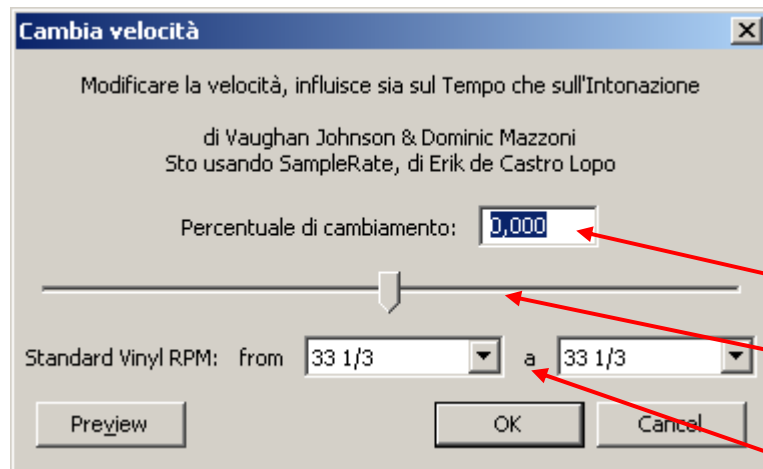 Cambia velocità
Modificare la velocità, influisce sia sul Tempo che sull'Intonazione
di Vaughan Johnson & Dominic Mazzoni
Sto usando SampleRate, di Erik de Castro Lopo
Percentuale di cambiamento: 0,000
Standard Vinyl RPM: from 33 1/3 a 33 1/3
Preview OK Cancel